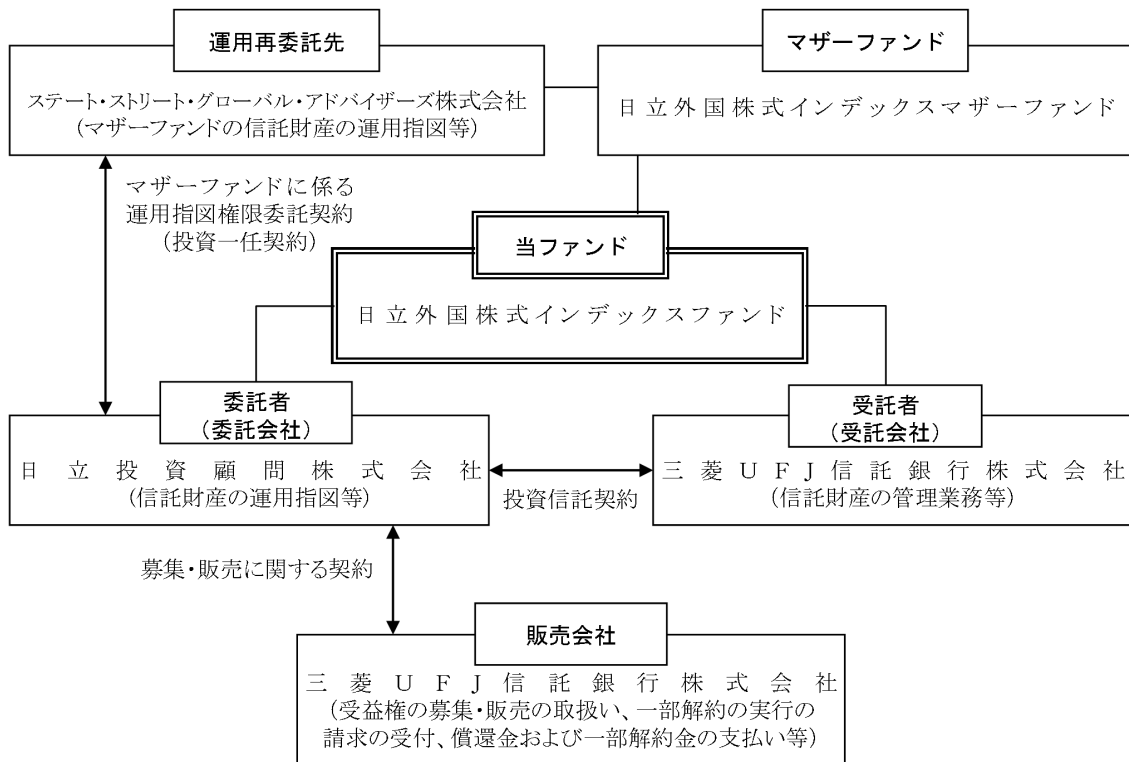 運用再委託先
ステート・ストリート・グローバル・アドバイザーズ株式会社
(マザーファンドの信託財産の運用指図等)
マザーファンド
日立外国株式インデックスマザーファンド
マザーファンドに係る
運用指図権限委託契約
(投資一任契約)
当ファンド
日立外国株式インデックスファンド
委託者
(委託会社)
日立投資顧問株式会社
(信託財産の運用指図等)
投資信託契約
受託者
(受託会社)
三菱UFJ信託銀行株式会社
(信託財産の管理業務等)
募集・販売に関する契約
販売会社
三菱UFJ信託銀行株式会社
(受益権の募集・販売の取扱い、一部解約の実行の
請求の受付、償還金および一部解約金の支払い等)